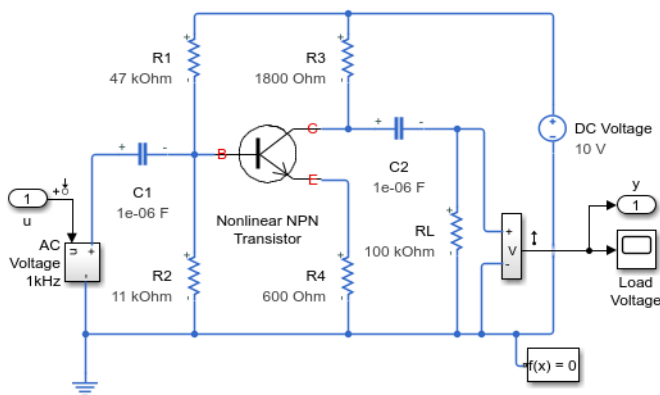 +
R1
47 kOhm
-
+
R3
1800 Ohm
-
C
B
E
+ -
C1
1e-06 F
+ -
C2
1e-06 F
Nonlinear NPN
Transistor
+
-
DC Voltage
10 V
1
u
+
AC
Voltage
1kHz
u + -
+
R2
11 kOhm
-
+
R4
600 Ohm
-
+
RL
100 kOhm
-
+
V
-
y
1
Load
Voltage
f(x) = 0